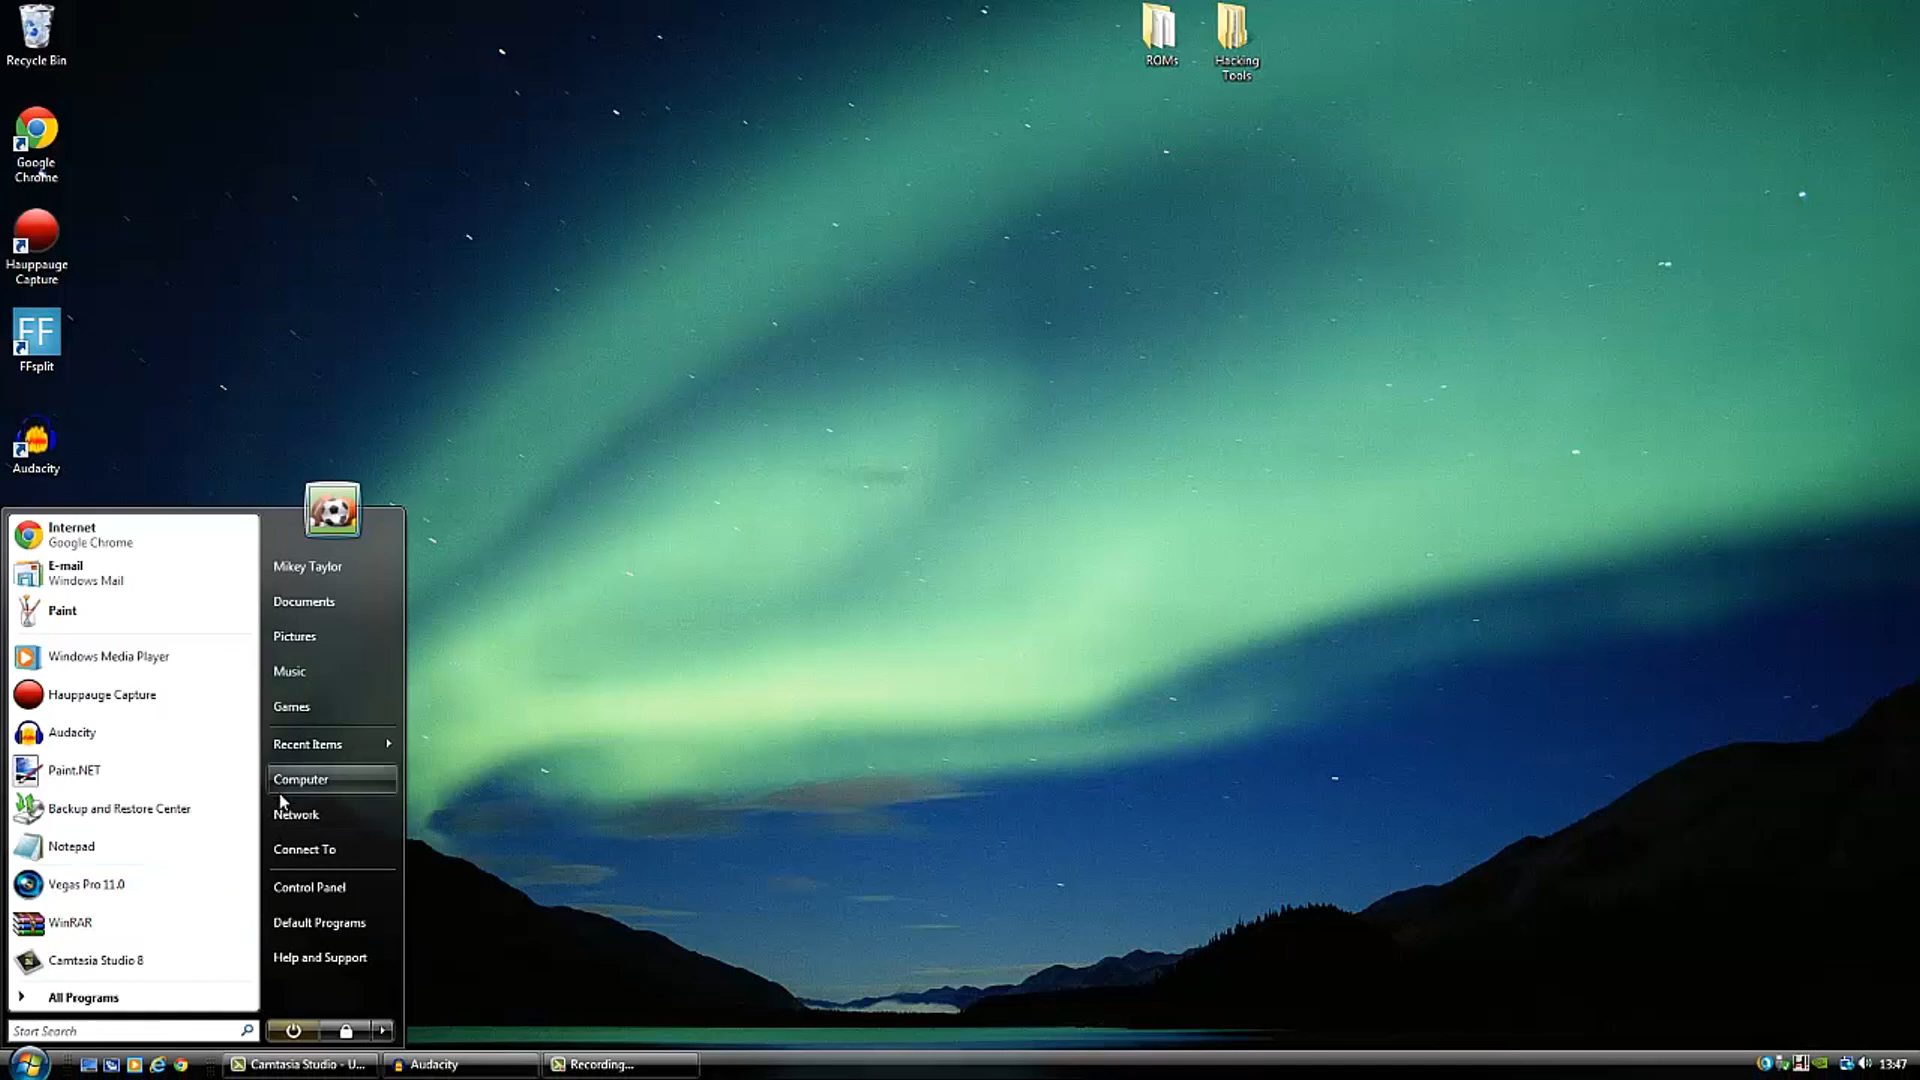 Recycle Bin
Google
Chrome
Hauppauge
Capture
FF
FFsplit
Audacity
ROMs
Hacking
Tools
Internet
Google Chrome
E-mail
Windows Mail
Paint
Windows Media Player
Hauppauge Capture
Audacity
Paint.NET
Backup and Restore Center
Notepad
Vegas Pro 11.0
WinRAR
Camtasia Studio 8
All Programs
Start Search
Mikey Taylor
Documents
Pictures
Music
Games
Recent Items
Computer
Network
Connect To
Control Panel
Default Programs
Help and Support
Camtasia Studio - U...
Audacity
Recording...
13:47